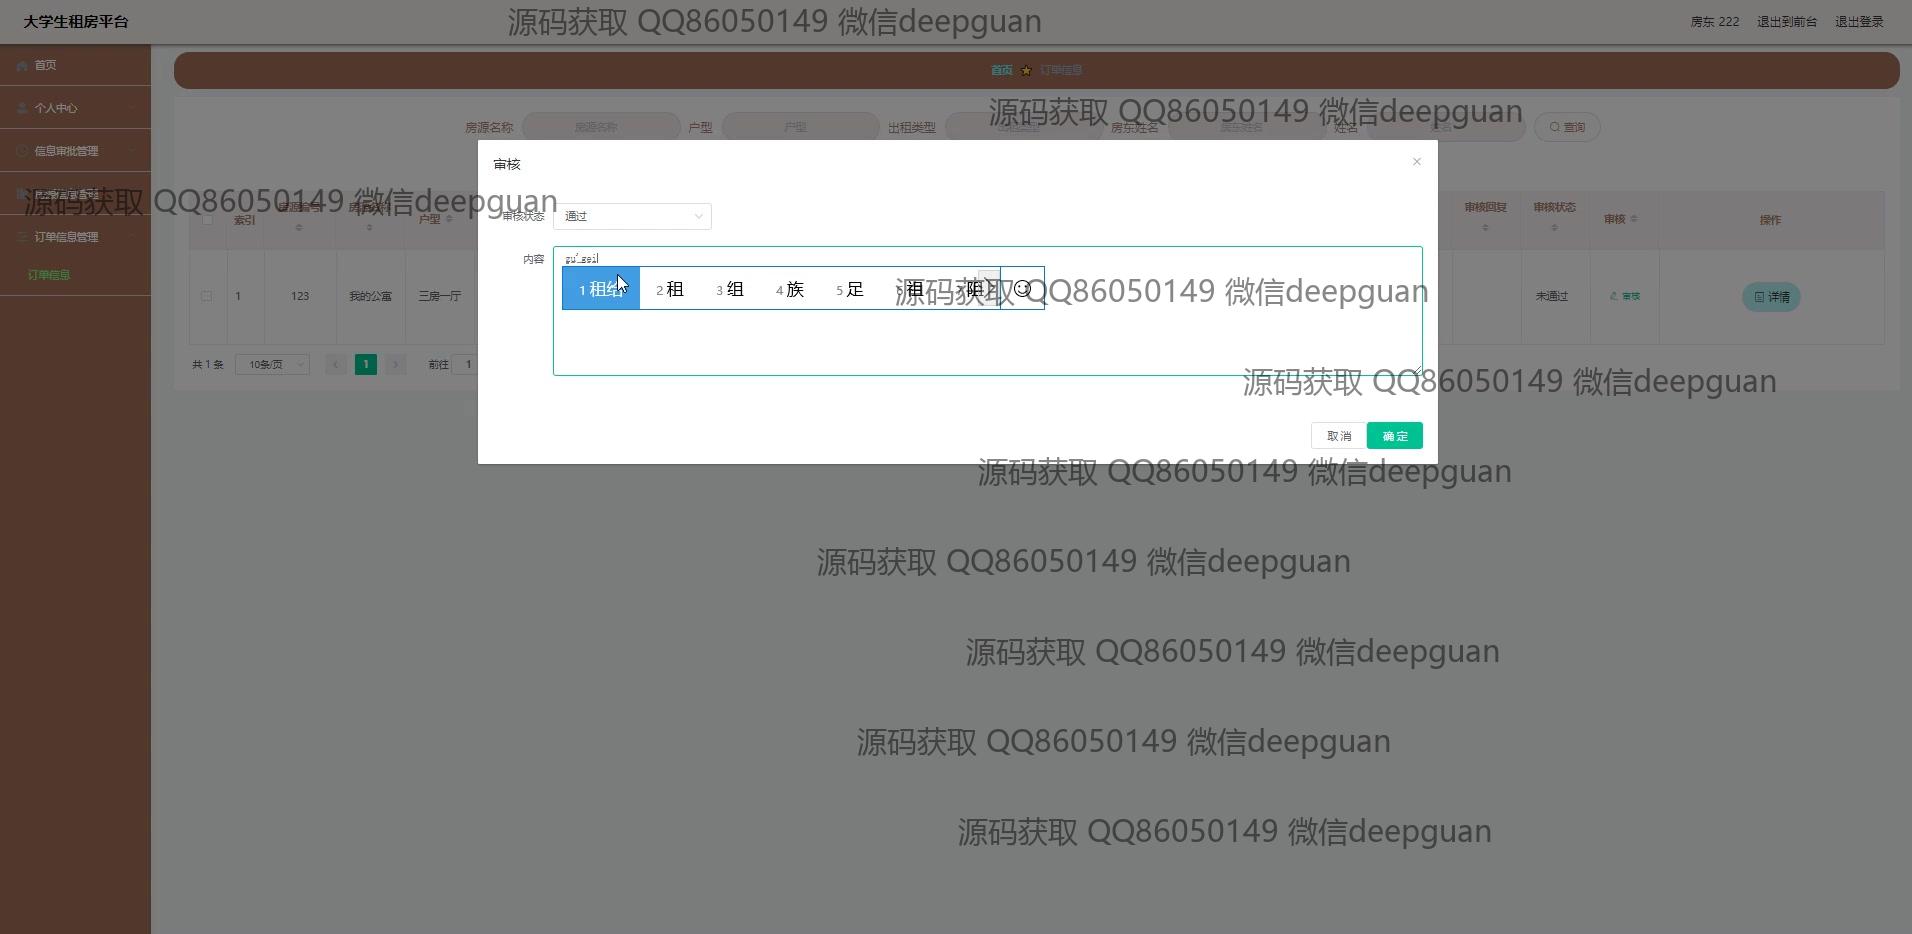 大学生租房平台
源码获取 QQ86050149 微信deepguan
房东 222 退出到前台 退出登录
首页
首页 订单信息
个人中心
源码获取 QQ86050149 微信deepguan
房源名称 房源名称 户型 户型 出租类型 房东姓名 房东姓名 姓名 姓名 查询
信息审批管理
审核
源码获取 QQ86050149 微信deepguan
索引 户型 审核回复 审核状态 审核 操作
审核状态 通过
订单信息管理
内容
订单信息
1 租给 2 租 3 组 4 族 5 足 祖 阻
源码获取 QQ86050149 微信deepguan
1 123 我的公寓 三房一厅 未通过 审核 详情
共 1 条 10条/页 1 前往 1
源码获取 QQ86050149 微信deepguan
取消 确定
源码获取 QQ86050149 微信deepguan
源码获取 QQ86050149 微信deepguan
源码获取 QQ86050149 微信deepguan
源码获取 QQ86050149 微信deepguan
源码获取 QQ86050149 微信deepguan